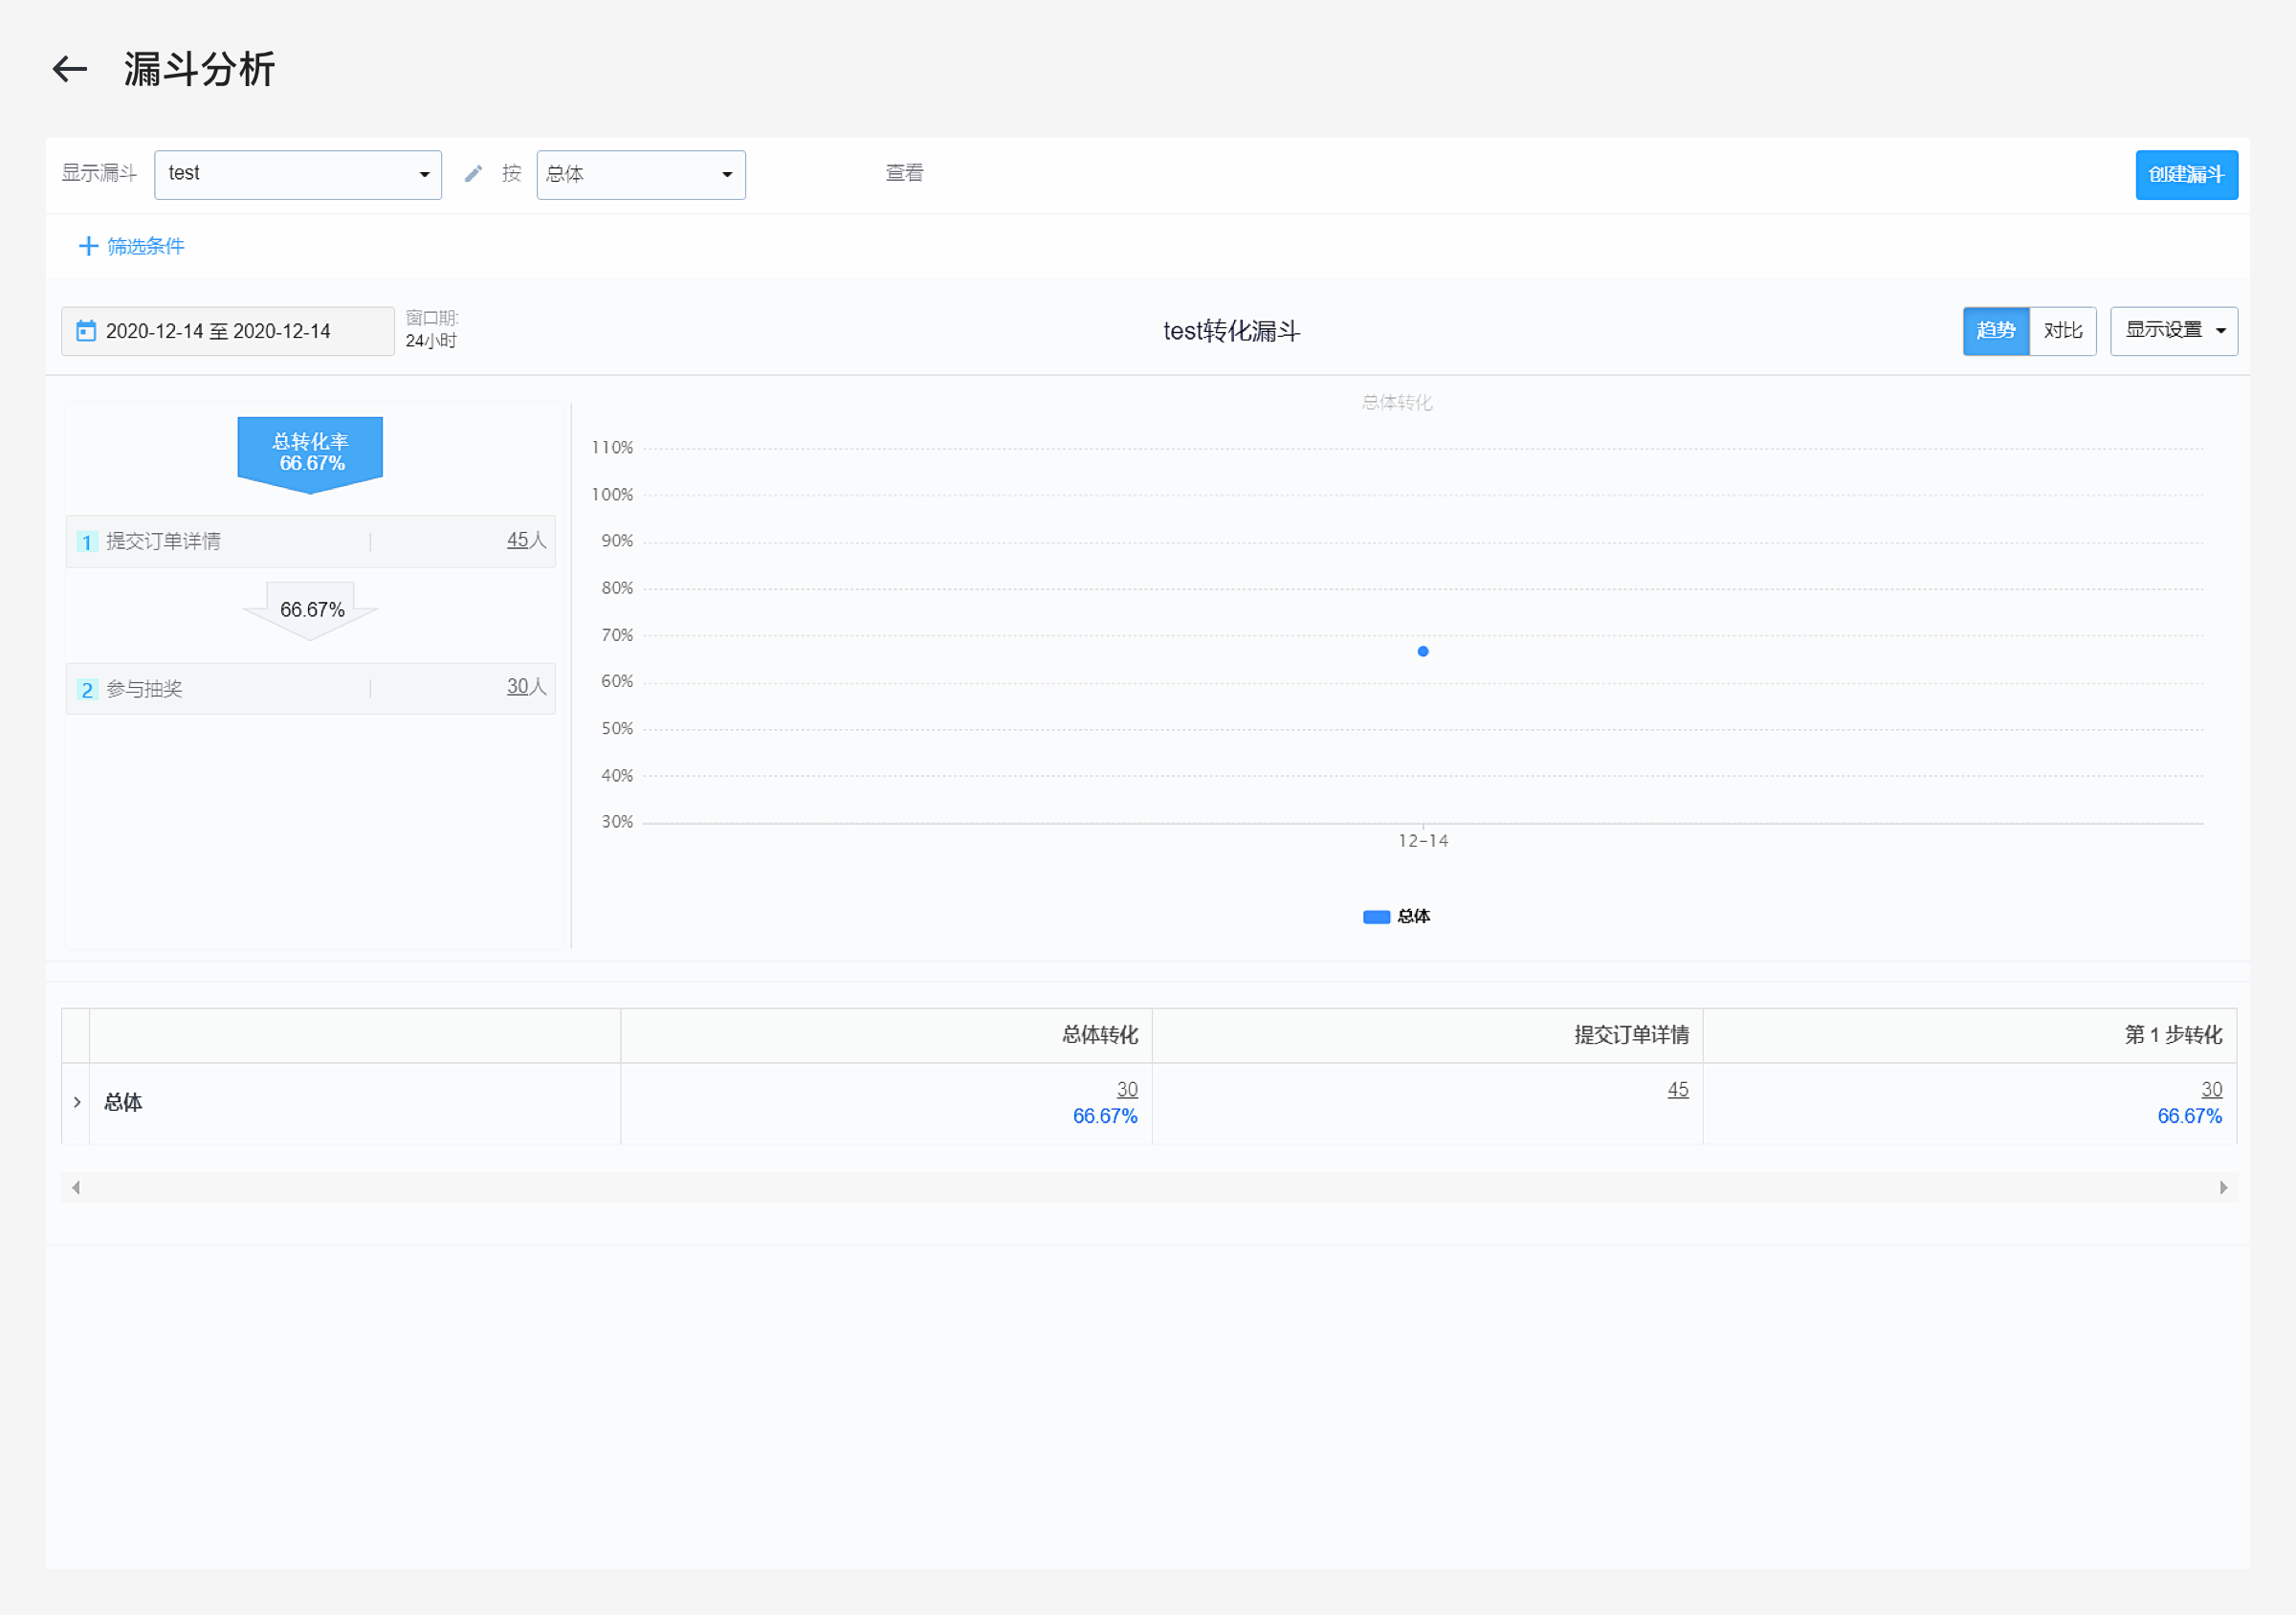 漏斗分析
显示漏斗 test 按 总体 查看 创建漏斗
筛选条件
2020-12-14 至 2020-12-14
窗口期:
24小时
test转化漏斗
趋势 对比 显示设置
总转化率
66.67%
1 提交订单详情 45人
66.67%
2 参与抽奖 30人
总体转化
110%
100%
90%
80%
70%
60%
50%
40%
30%
12-14
总体
总体转化 提交订单详情 第 1 步转化
总体 30 45 30
66.67% 66.67%